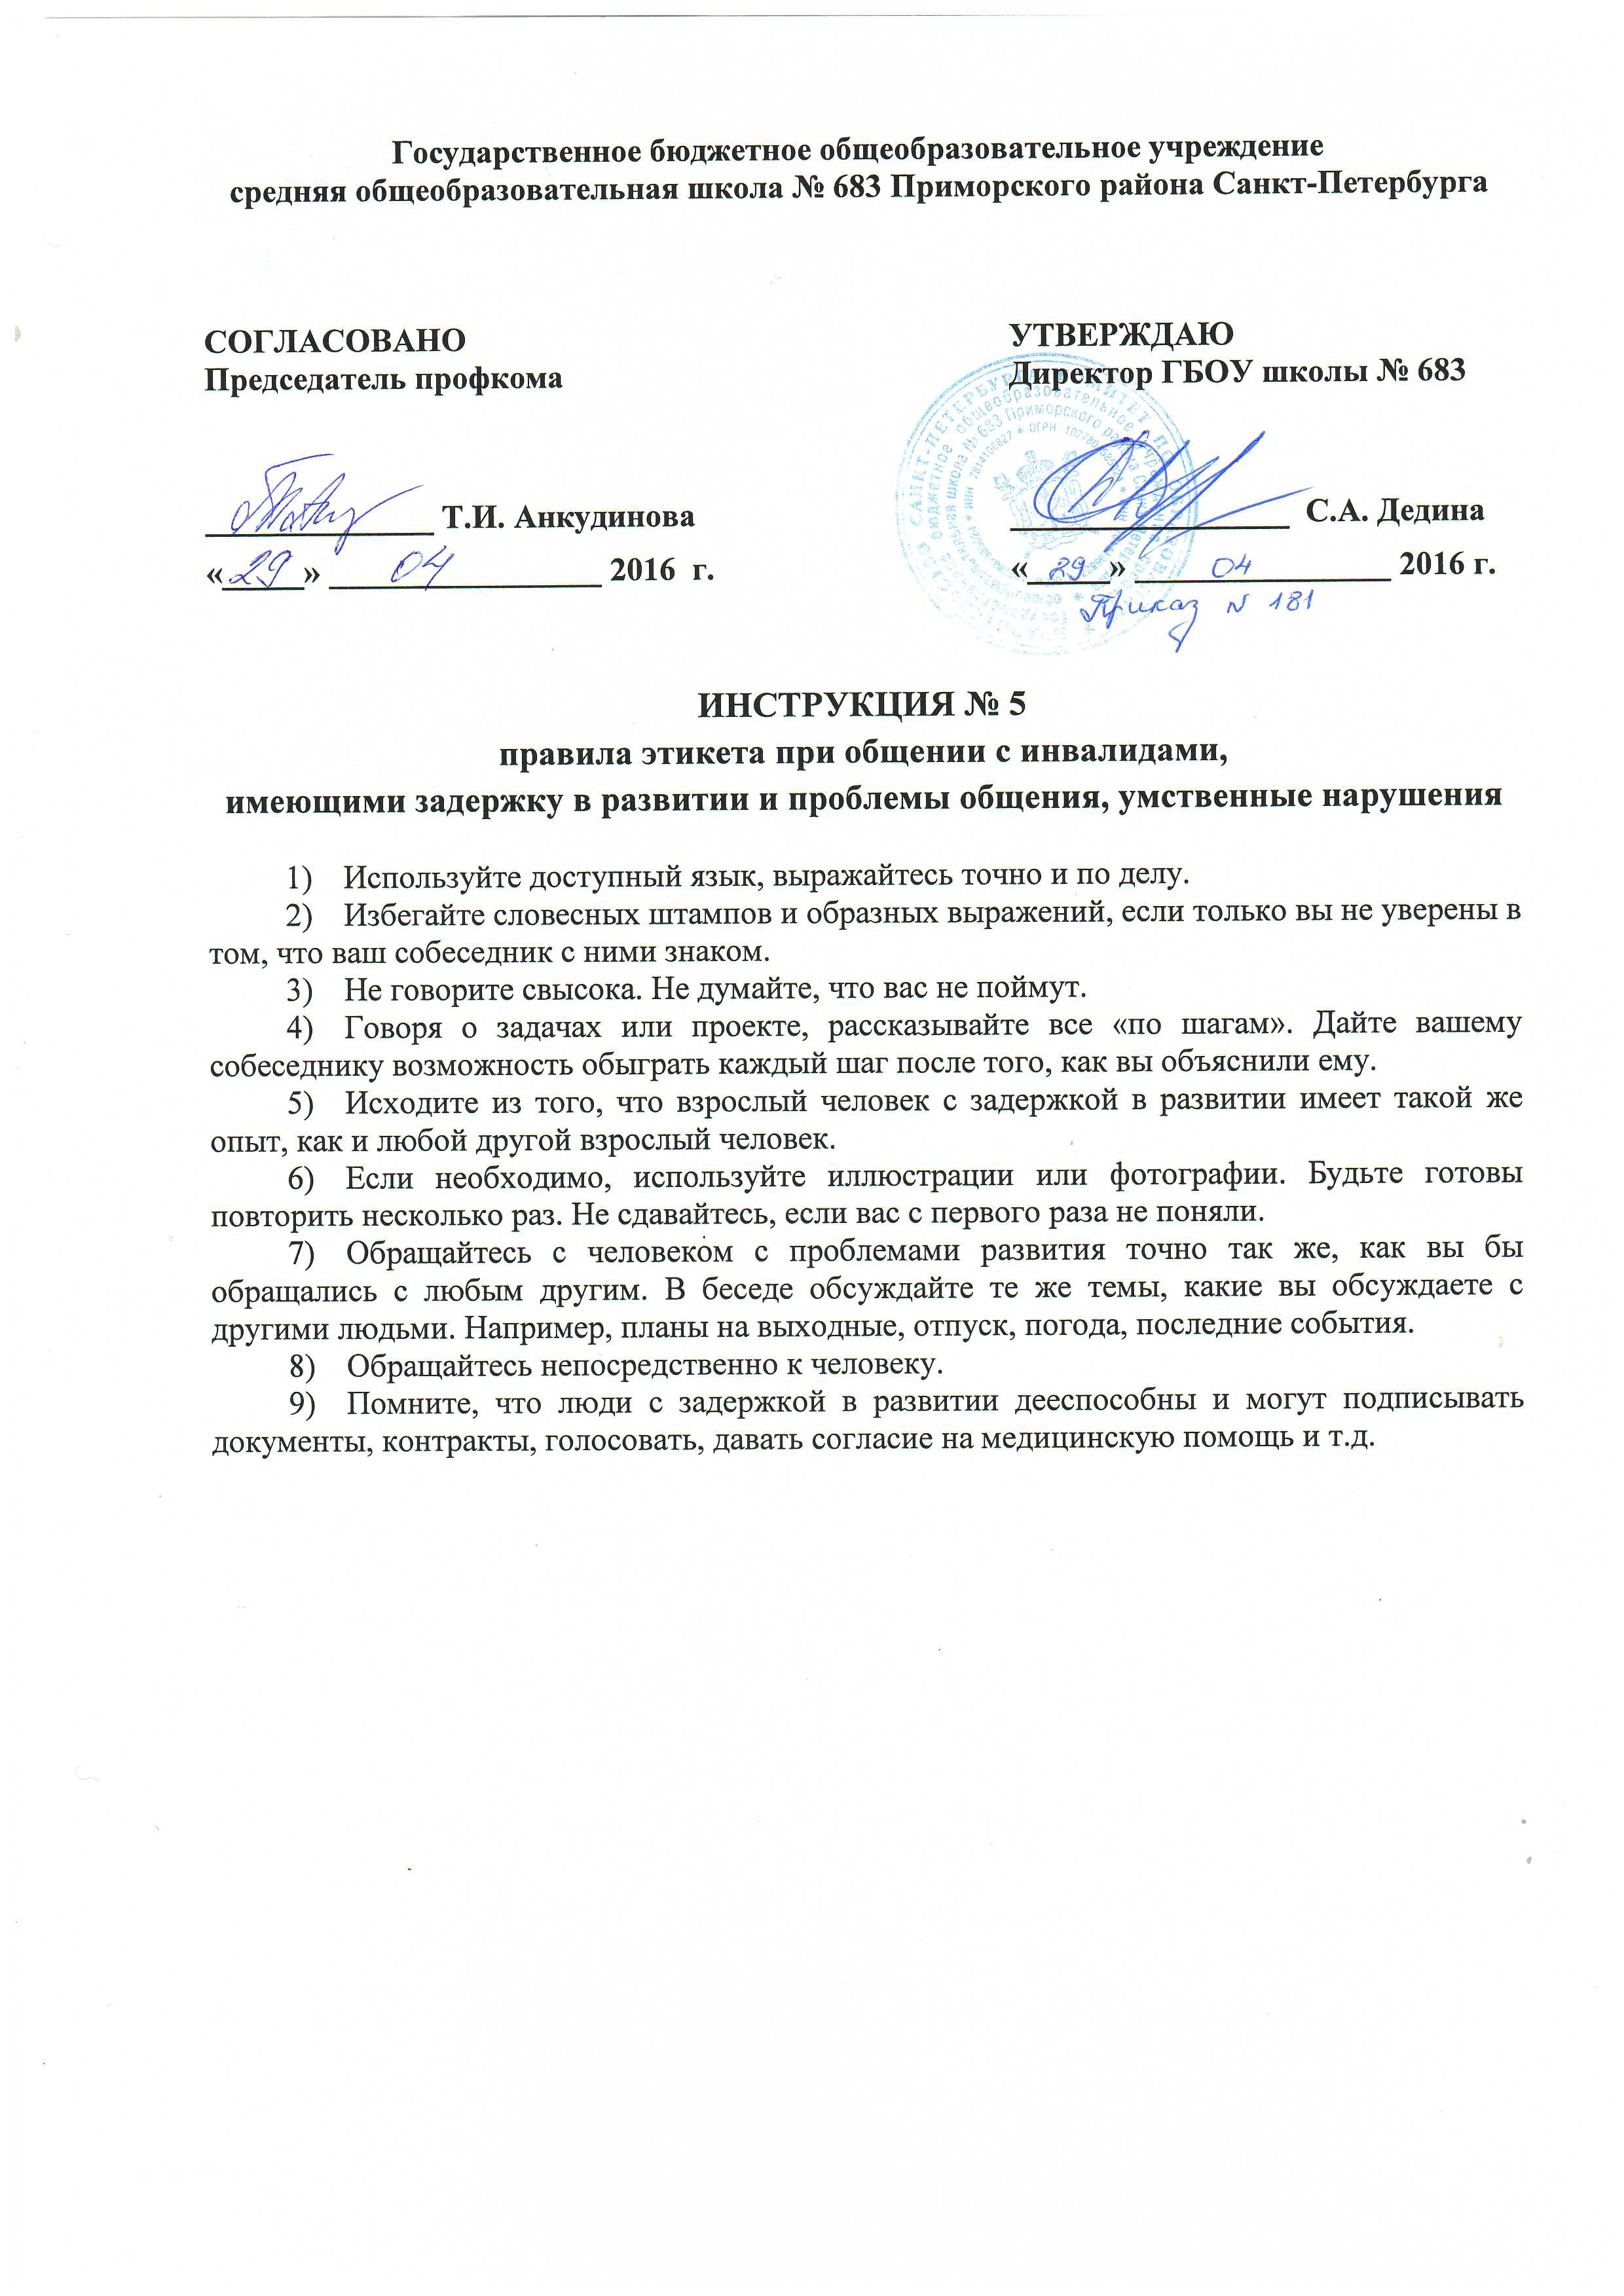 Государственное бюджетное общеобразовательное учреждение
средняя общеобразовательная школа № 683 Приморского района Санкт-Петербурга
СОГЛАСОВАНО
Председатель профкома
Т.И. Анкудинова
«29» 04 2016 г.
УТВЕРЖДАЮ
Директор ГБОУ школы № 683
С.А. Дедина
«29» 04 2016 г.
Приказ N 181
ИНСТРУКЦИЯ № 5
правила этикета при общении с инвалидами,
имеющими задержку в развитии и проблемы общения, умственные нарушения
1) Используйте доступный язык, выражайтесь точно и по делу.
2) Избегайте словесных штампов и образных выражений, если только вы не уверены в
том, что ваш собеседник с ними знаком.
3) Не говорите свысока. Не думайте, что вас не поймут.
4) Говоря о задачах или проекте, рассказывайте все «по шагам». Дайте вашему
собеседнику возможность обыграть каждый шаг после того, как вы объяснили ему.
5) Исходите из того, что взрослый человек с задержкой в развитии имеет такой же
опыт, как и любой другой взрослый человек.
6) Если необходимо, используйте иллюстрации или фотографии. Будьте готовы
повторить несколько раз. Не сдавайтесь, если вас с первого раза не поняли.
7) Обращайтесь с человеком с проблемами развития точно так же, как вы бы
обращались с любым другим. В беседе обсуждайте те же темы, какие вы обсуждаете с
другими людьми. Например, планы на выходные, отпуск, погода, последние события.
8) Обращайтесь непосредственно к человеку.
9) Помните, что люди с задержкой в развитии дееспособны и могут подписывать
документы, контракты, голосовать, давать согласие на медицинскую помощь и т.д.